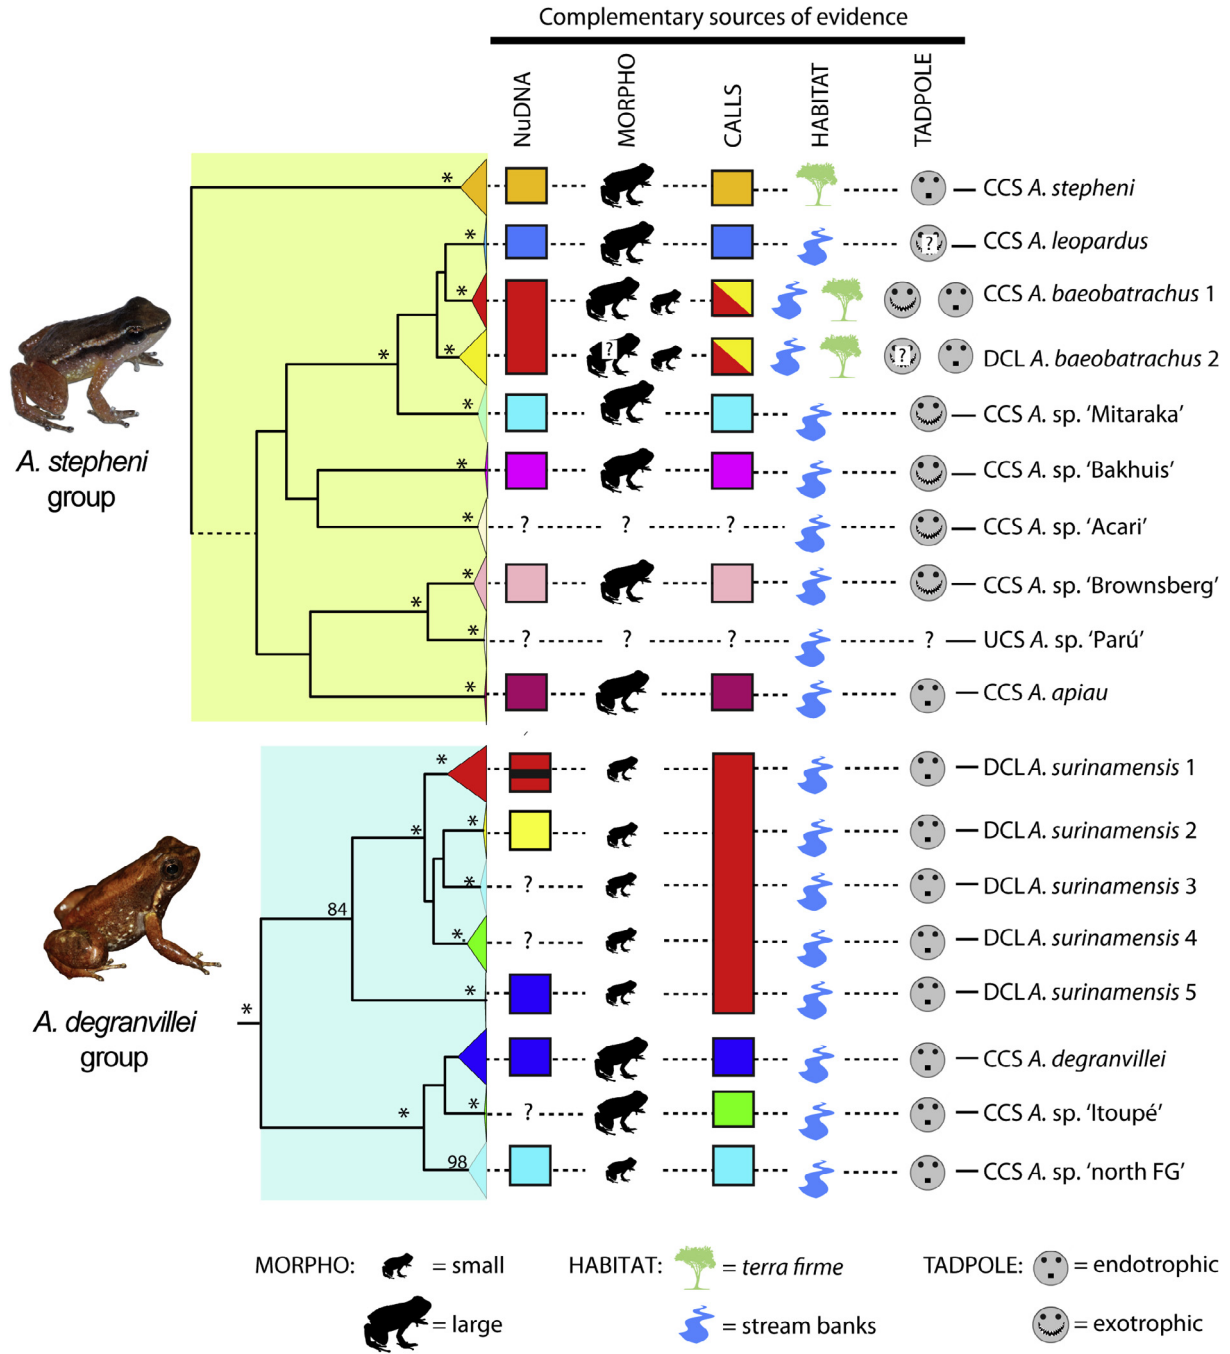 Complementary sources of evidence
NuDNA
MORPHO
CALLS
HABITAT
TADPOLE
* CCS A. stepheni
* ? CCS A. leopardus
* CCS A. baeobatrachus 1
* * ? ? DCL A. baeobatrachus 2
* CCS A. sp. ‘Mitaraka’
* CCS A. sp. ‘Bakhuis’
* ? ? ? CCS A. sp. ‘Acari’
* * CCS A. sp. ‘Brownsberg’
* ? ? ? ? UCS A. sp. ‘Parú’
* CCS A. apiau
A. stepheni
group
* DCL A. surinamensis 1
* * DCL A. surinamensis 2
* ? DCL A. surinamensis 3
84
* ? DCL A. surinamensis 4
* DCL A. surinamensis 5
*
A. degranvillei
group
CCS A. degranvillei
* * ? CCS A. sp. ‘Itoupé’
98 CCS A. sp. ‘north FG’
MORPHO: = small
= large
HABITAT: = terra firme
= stream banks
TADPOLE: = endotrophic
= exotrophic